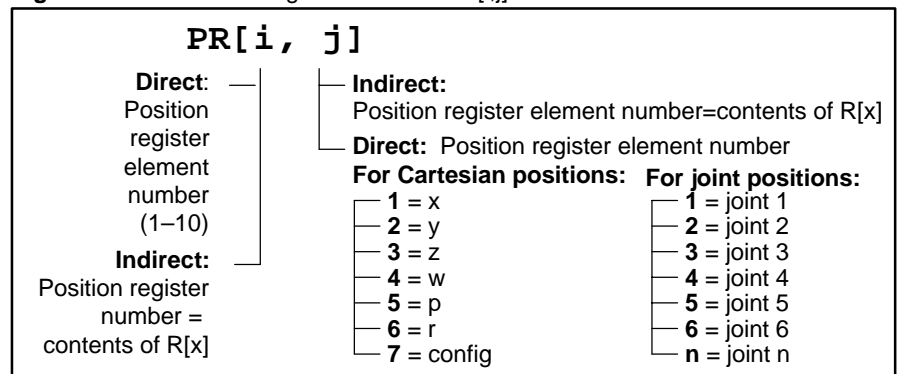 PR[i, j]
Direct:
Position
register
element
number
(1–10)
Indirect:
Position register
number =
contents of R[x]
Indirect:
Position register element number=contents of R[x]
Direct: Position register element number
For Cartesian positions:
1 = x
2 = y
3 = z
4 = w
5 = p
6 = r
7 = config
For joint positions:
1 = joint 1
2 = joint 2
3 = joint 3
4 = joint 4
5 = joint 5
6 = joint 6
n = joint n